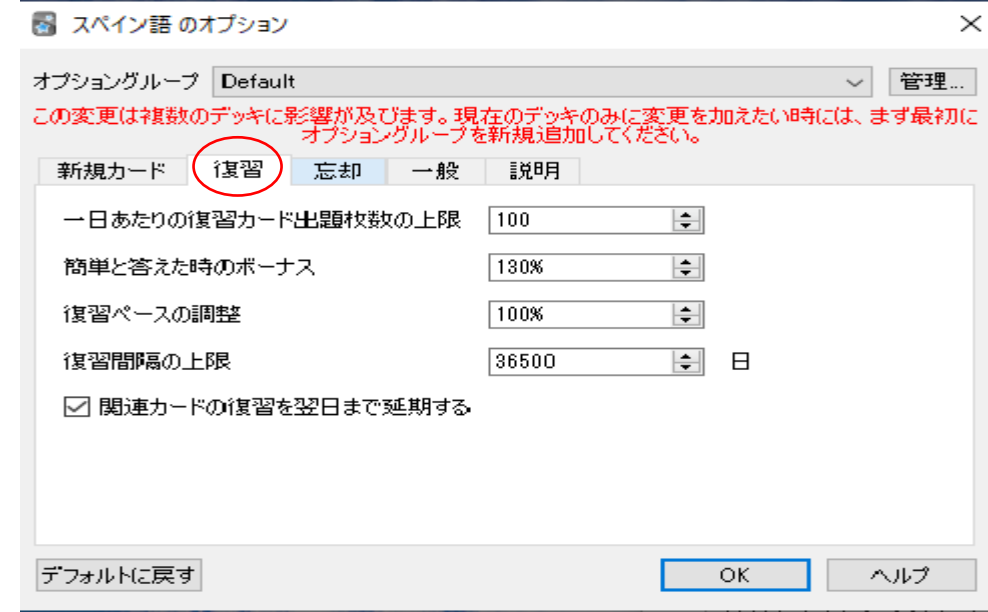 スペイン語 のオプション
オプショングループ Default 管理...
この変更は複数のデッキに影響が及びます。現在のデッキのみに変更を加えたい時には、まず最初に
オプショングループを新規追加してください。
新規カード 復習 忘却 一般 説明
一日あたりの復習カード出題枚数の上限 100
簡単と答えた時のボーナス 130%
復習ペースの調整 100%
復習間隔の上限 36500 日
関連カードの復習を翌日まで延期する
デフォルトに戻す OK ヘルプ